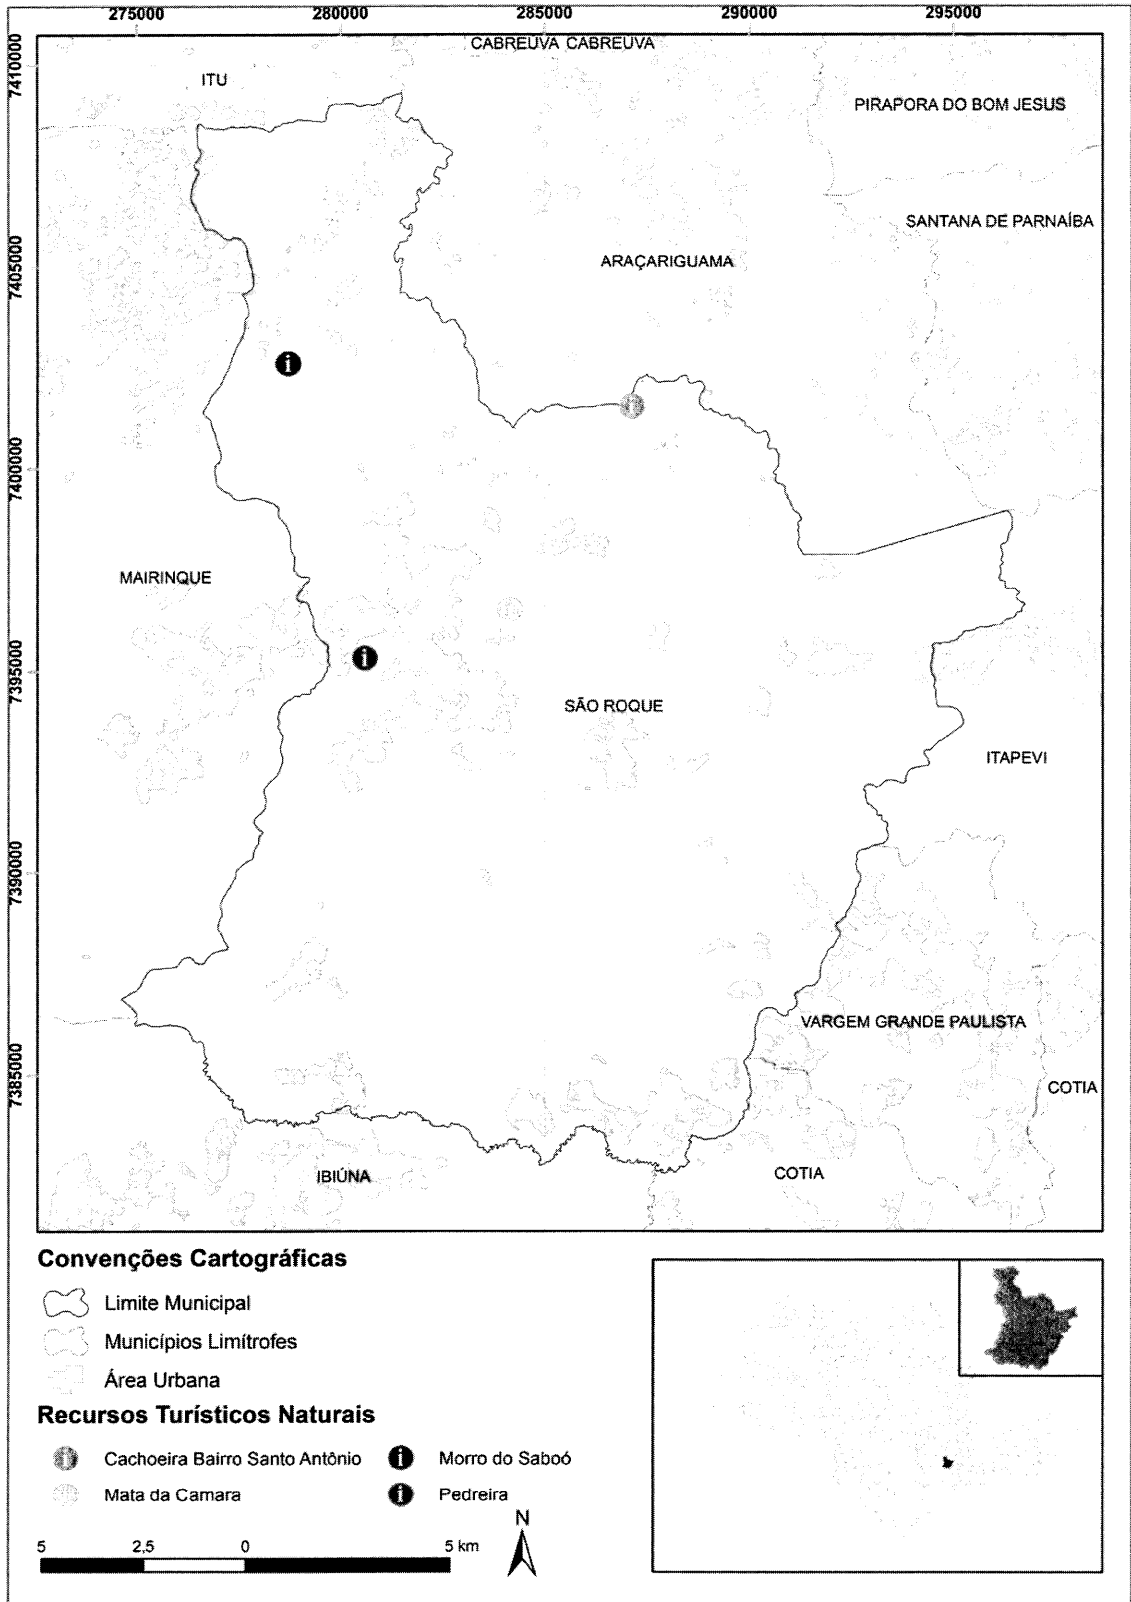 275000 280000 285000 290000 295000
CABREUVA CABREUVA
7410000
ITU
PIRAPORA DO BOM JESUS
SANTANA DE PARNAÍBA
7405000
ARAÇARIGUAMA
7400000
MAIRINQUE
7395000
SÃO ROQUE
ITAPEVI
7390000
VARGEM GRANDE PAULISTA
7385000
COTIA
IBIÚNA
COTIA
Convenções Cartográficas
Limite Municipal
Municípios Limítrofes
Área Urbana
Recursos Turísticos Naturais
Cachoeira Bairro Santo Antônio
Morro do Saboó
Mata da Camara
Pedreira
N
5 2,5 0 5 km